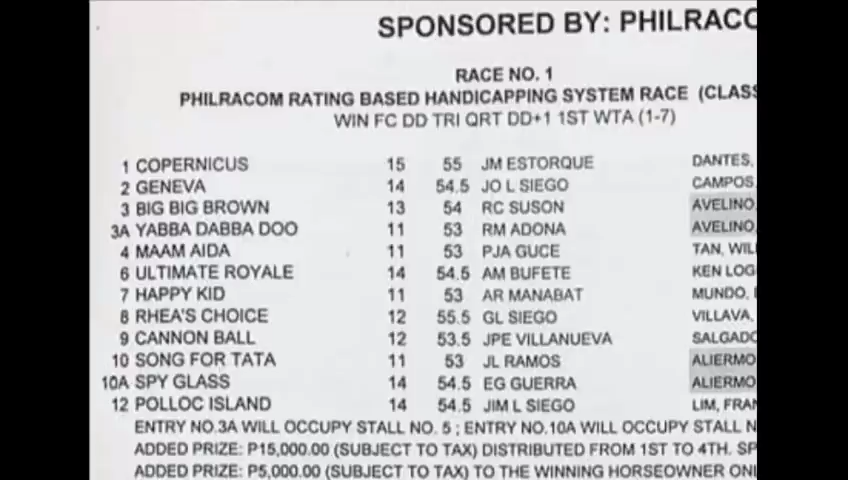 SPONSORED BY: PHILRACO
RACE NO. 1
PHILRACOM RATING BASED HANDICAPPING SYSTEM RACE (CLASS
WIN FC DD TRI QRT DD+1 1ST WTA (1-7)
1 COPERNICUS 15 55 JM ESTORQUE DANTES,
2 GENEVA 14 54.5 JO L SIEGO CAMPOS
3 BIG BIG BROWN 13 54 RC SUSON AVELINO
3A YABBA DABBA DOO 11 53 RM ADONA AVELINO,
4 MAAM AIDA 11 53 PJA GUCE TAN, WIL
6 ULTIMATE ROYALE 14 54.5 AM BUFETE KEN LOG
7 HAPPY KID 11 53 AR MANABAT MUNDO,
8 RHEA'S CHOICE 12 55.5 GL SIEGO VILLAVA,
9 CANNON BALL 12 53.5 JPE VILLANUEVA SALGADO
10 SONG FOR TATA 11 53 JL RAMOS ALIERMO
10A SPY GLASS 14 54.5 EG GUERRA ALIERMO
12 POLLOC ISLAND 14 54.5 JIM L SIEGO LIM, FRAN
ENTRY NO.3A WILL OCCUPY STALL NO. 5 ; ENTRY NO.10A WILL OCCUPY STALL N
ADDED PRIZE: P15,000.00 (SUBJECT TO TAX) DISTRIBUTED FROM 1ST TO 4TH. SP
ADDED PRIZE: P5,000.00 (SUBJECT TO TAX) TO THE WINNING HORSEOWNER ONL